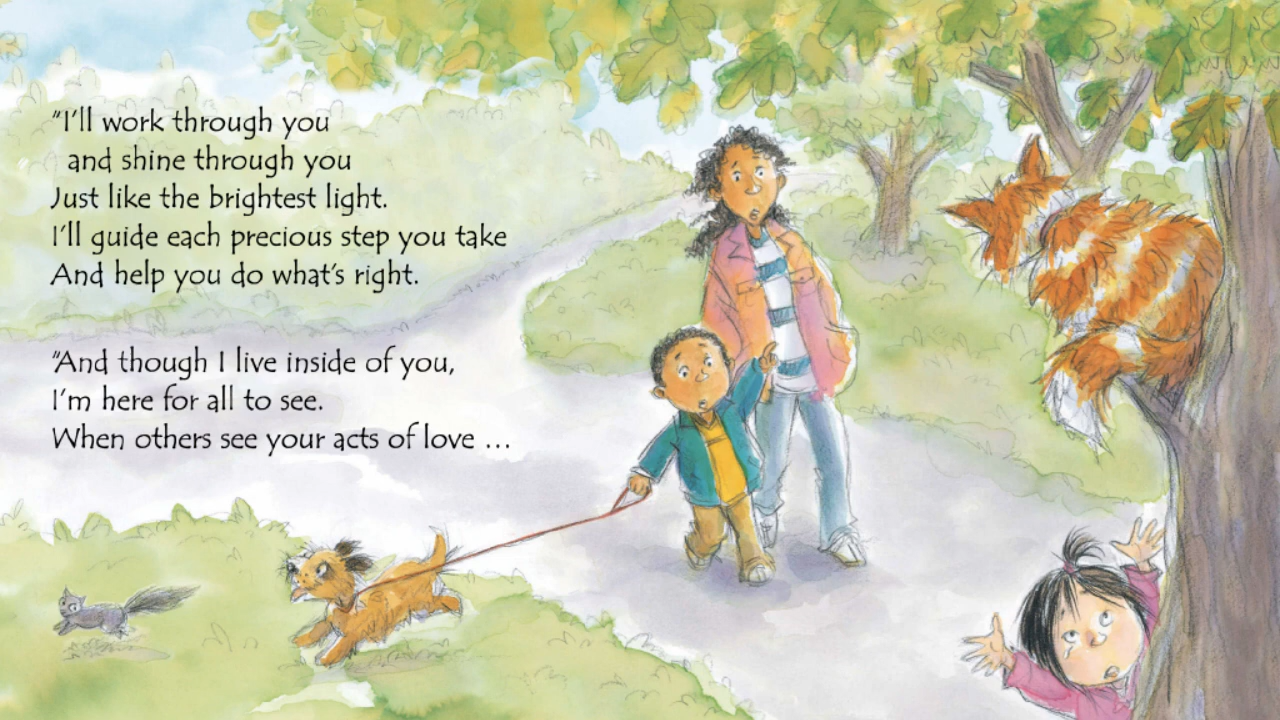 "I'll work through you
and shine through you
Just like the brightest light.
I'll guide each precious step you take
And help you do what's right.
"And though I live inside of you,
I'm here for all to see.
When others see your acts of love …